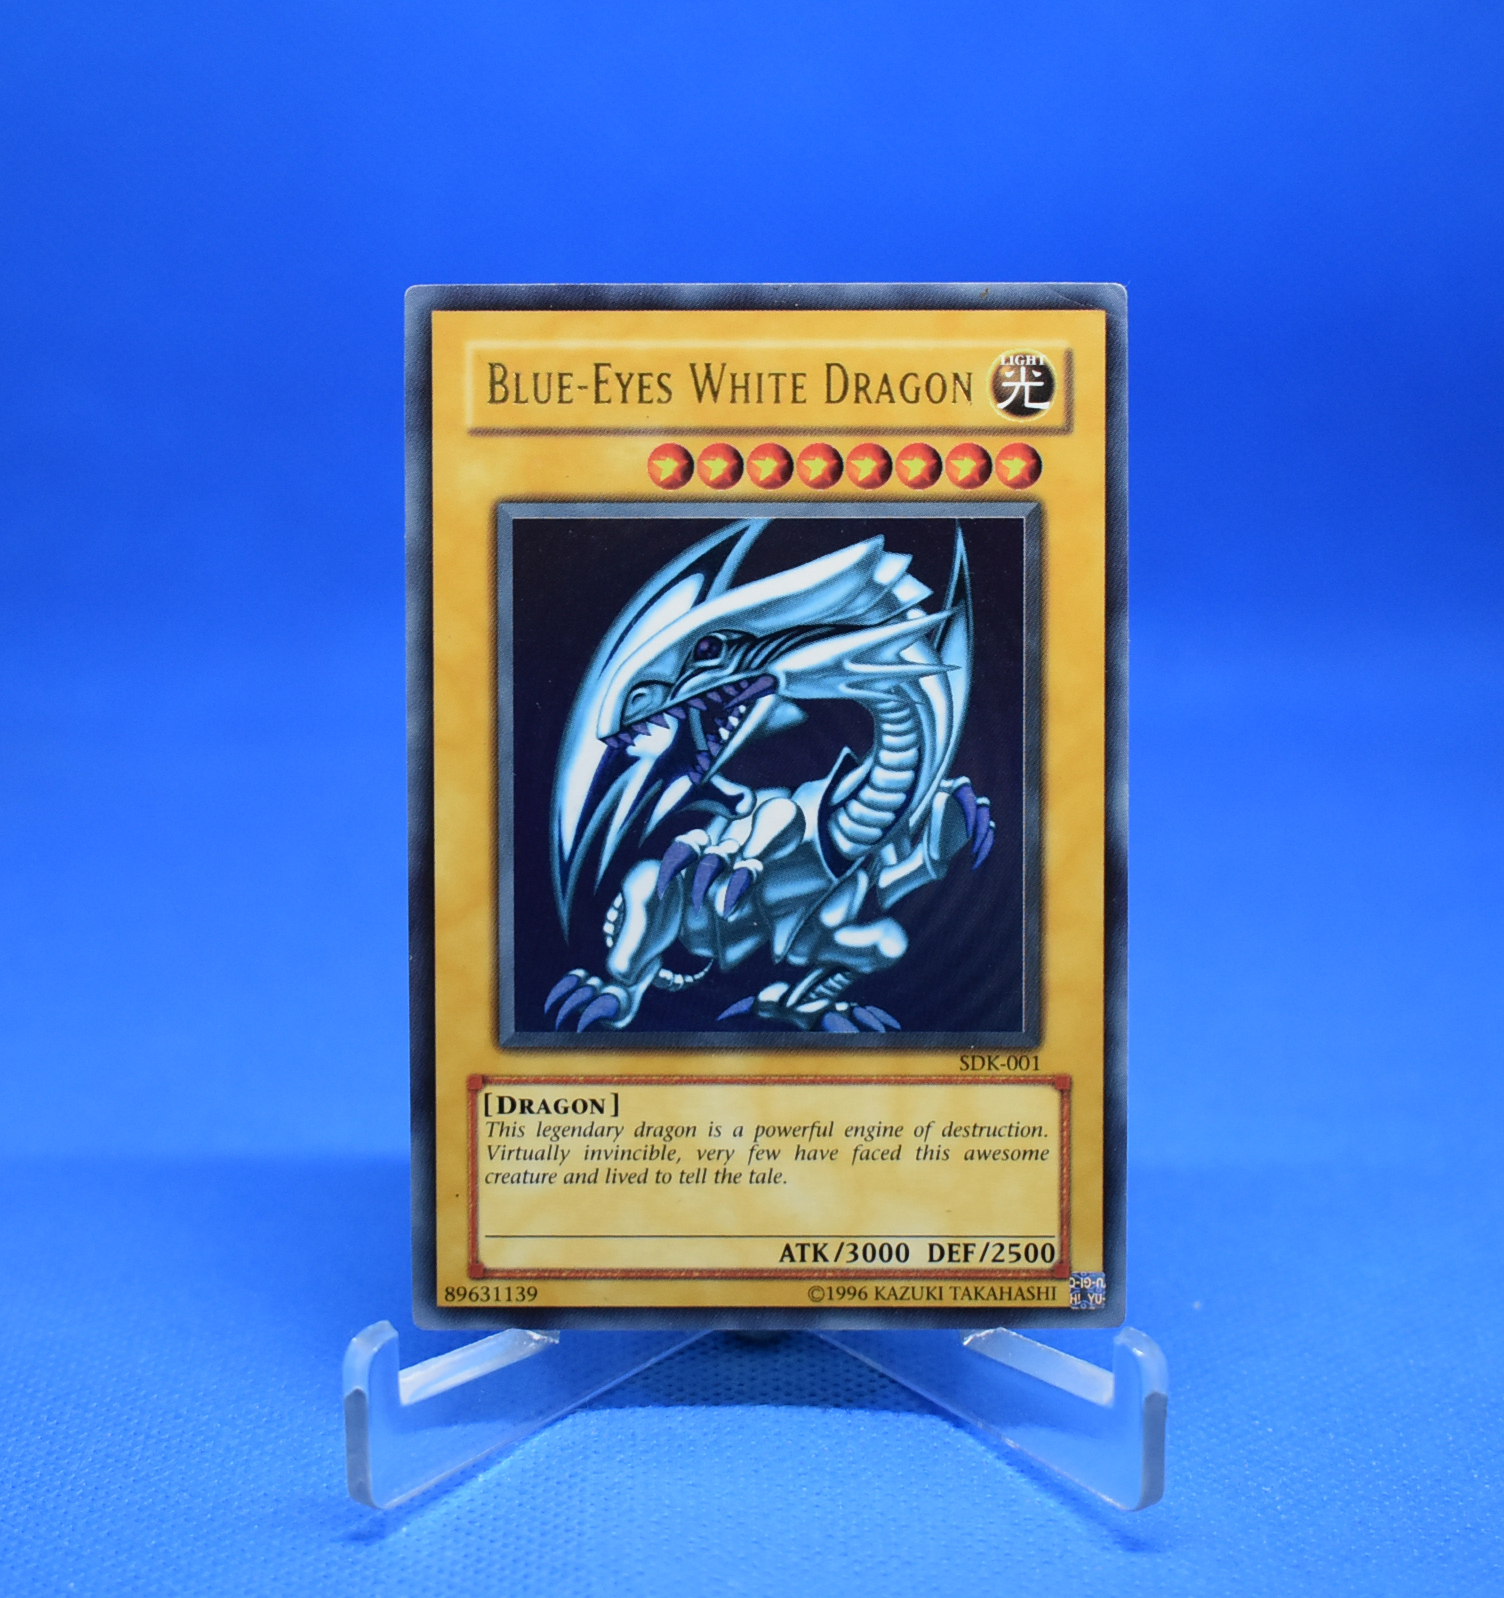 BLUE-EYES WHITE DRAGON
LIGHT
光
SDK-001
[DRAGON]
This legendary dragon is a powerful engine of destruction.
Virtually invincible, very few have faced this awesome
creature and lived to tell the tale.
ATK/3000 DEF/2500
89631139
©1996 KAZUKI TAKAHASHI